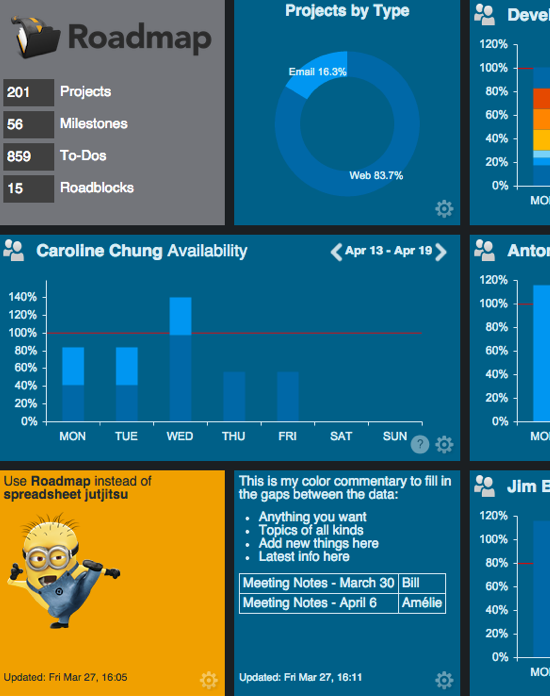 Roadmap
201 Projects
56 Milestones
859 To-Dos
15 Roadblocks
Projects by Type
Email 16.3%
Web 83.7%
Devel
120%
100%
80%
60%
40%
20%
0%
MO
Caroline Chung Availability
Apr 13 - Apr 19
140%
120%
100%
80%
60%
40%
20%
0%
MON TUE WED THU FRI SAT SUN
?
Anton
120%
100%
80%
60%
40%
20%
0%
MO
Use Roadmap instead of
spreadsheet jutjitsu
Updated: Fri Mar 27, 16:05
This is my color commentary to fill in
the gaps between the data:
• Anything you want
• Topics of all kinds
• Add new things here
• Latest info here
Meeting Notes - March 30 Bill
Meeting Notes - April 6 Amélie
Updated: Fri Mar 27, 16:11
Jim B
120%
100%
80%
60%
40%
20%
0%
MO